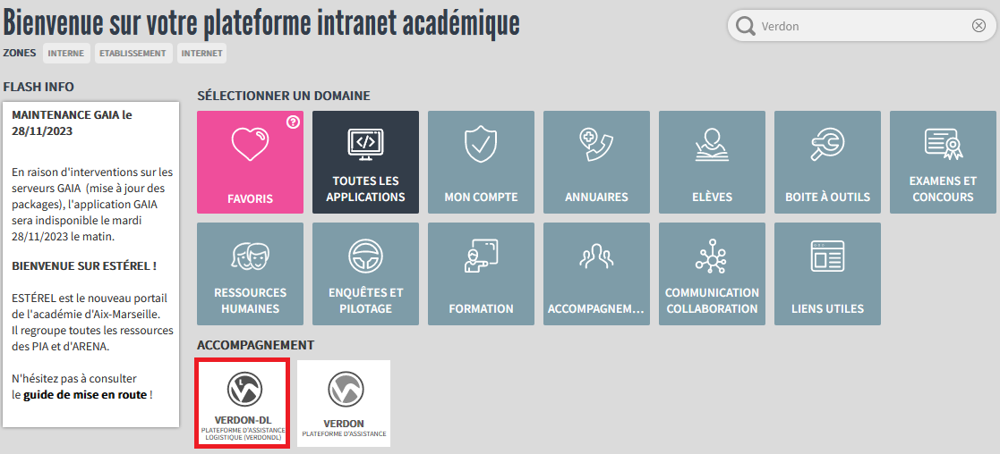 Bienvenue sur votre plateforme intranet académique
Verdon
ZONES INTERNE ETABLISSEMENT INTERNET
FLASH INFO
MAINTENANCE GAIA le
28/11/2023
En raison d'interventions sur les
serveurs GAIA (mise à jour des
packages), l'application GAIA
sera indisponible le mardi
28/11/2023 le matin.
BIENVENUE SUR ESTÉREL !
ESTÉREL est le nouveau portail
de l'académie d'Aix-Marseille.
Il regroupe toutes les ressources
des PIA et d'ARENA.
N'hésitez pas à consulter
le guide de mise en route !
SÉLECTIONNER UN DOMAINE
?
FAVORIS
TOUTES LES
APPLICATIONS
MON COMPTE
ANNUAIRES
ELÈVES
BOITE À OUTILS
EXAMENS ET
CONCOURS
RESSOURCES
HUMAINES
ENQUÊTES ET
PILOTAGE
FORMATION
ACCOMPAGNEM...
COMMUNICATION
COLLABORATION
LIENS UTILES
ACCOMPAGNEMENT
VERDON-DL
PLATEFORME D'ASSISTANCE
LOGISTIQUE (VERDONDL)
VERDON
PLATEFORME D'ASSISTANCE